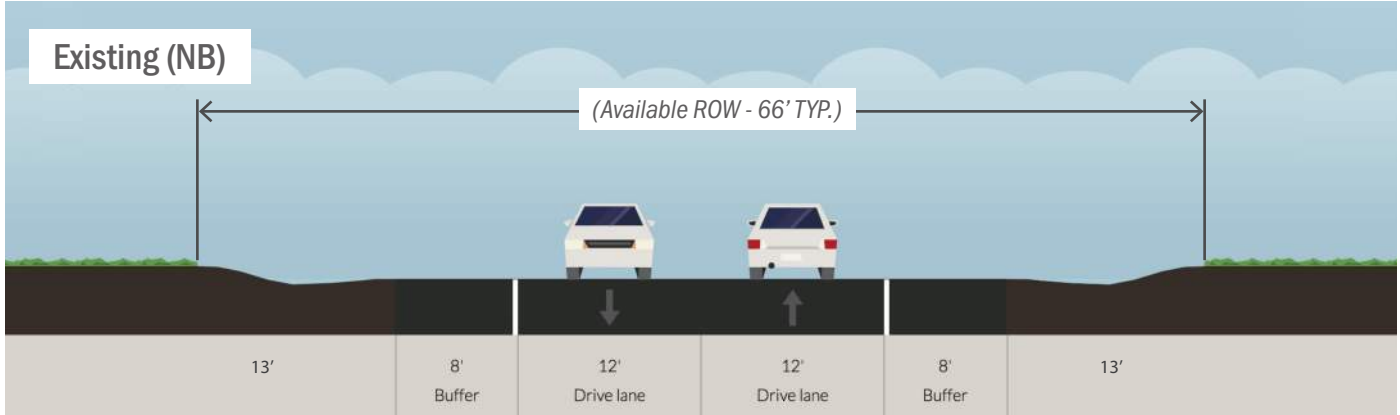 Existing (NB)
(Available ROW - 66’ TYP.)
13’
8'
Buffer
12'
Drive lane
12'
Drive lane
8'
Buffer
13’